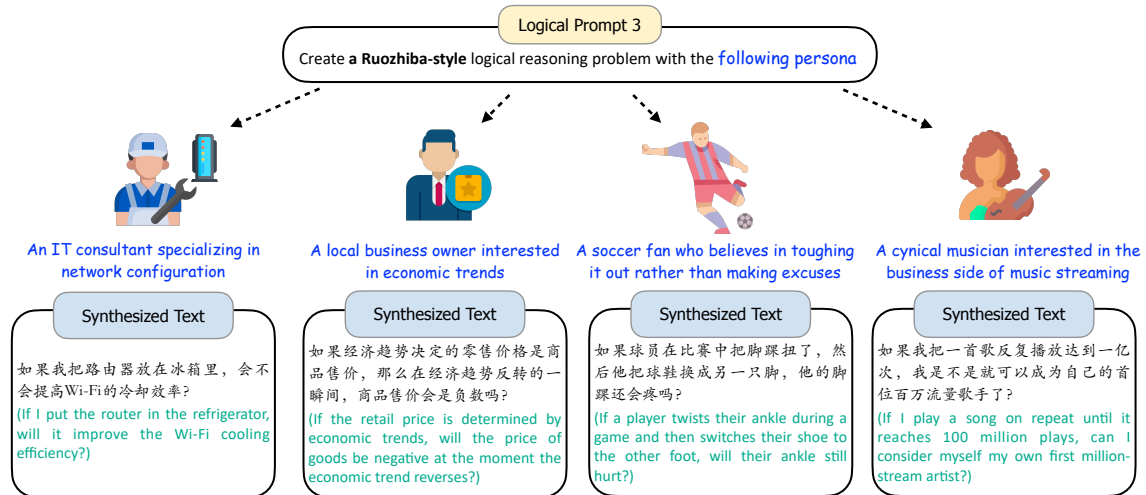 Logical Prompt 3
Create a Ruozhiba-style logical reasoning problem with the following persona
An IT consultant specializing in
network configuration
Synthesized Text
如果我把路由器放在冰箱里，会不
会提高Wi-Fi的冷却效率？
(If I put the router in the refrigerator,
will it improve the Wi-Fi cooling
efficiency?)
A local business owner interested
in economic trends
Synthesized Text
如果经济趋势决定的零售价格是商
品售价，那么在经济趋势反转的一
瞬间，商品售价会是负数吗？
(If the retail price is determined by
economic trends, will the price of
goods be negative at the moment the
economic trend reverses?)
A soccer fan who believes in toughing
it out rather than making excuses
Synthesized Text
如果球员在比赛中把脚踝扭了，然
后他把球鞋换成另一只脚，他的脚
踝还会疼吗？
(If a player twists their ankle during a
game and then switches their shoe to
the other foot, will their ankle still
hurt?)
A cynical musician interested in the
business side of music streaming
Synthesized Text
如果我把一首歌反复播放达到一亿
次，我是不是就可以成为自己的首
位百万流量歌手了？
(If I play a song on repeat until it
reaches 100 million plays, can I
consider myself my own first million-
stream artist?)